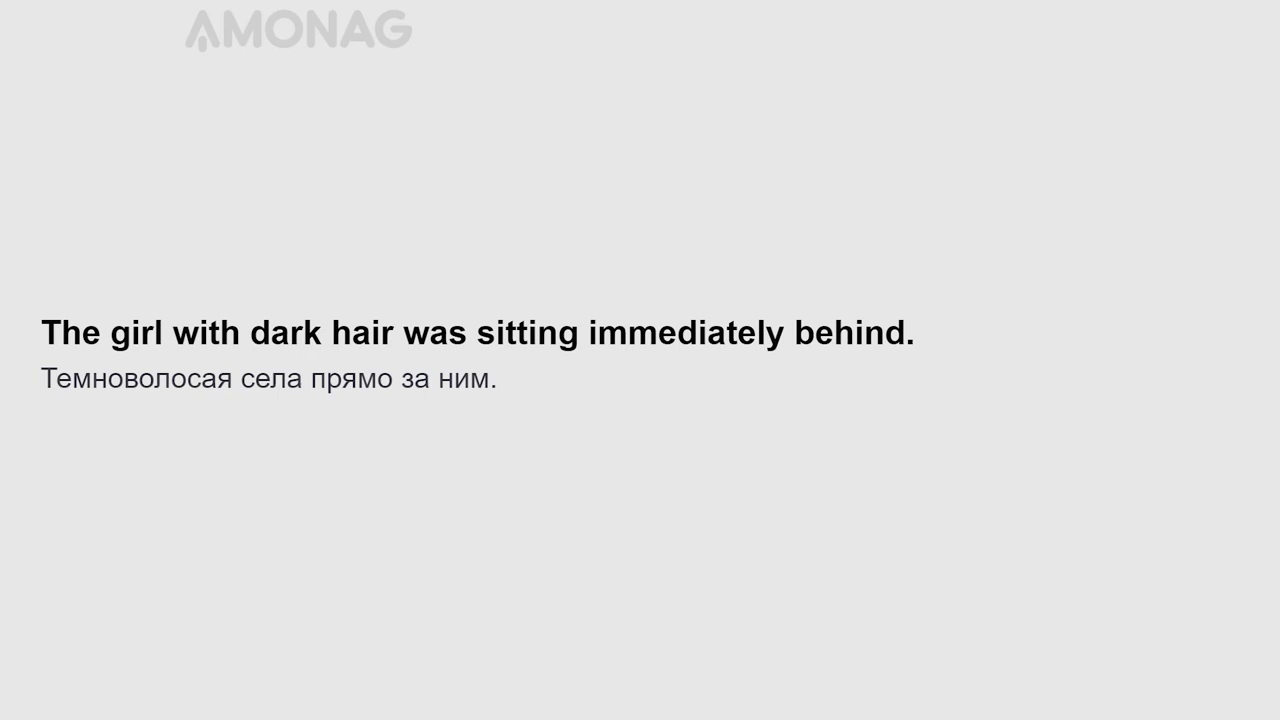 AMONAG
The girl with dark hair was sitting immediately behind.
Темноволосая села прямо за ним.